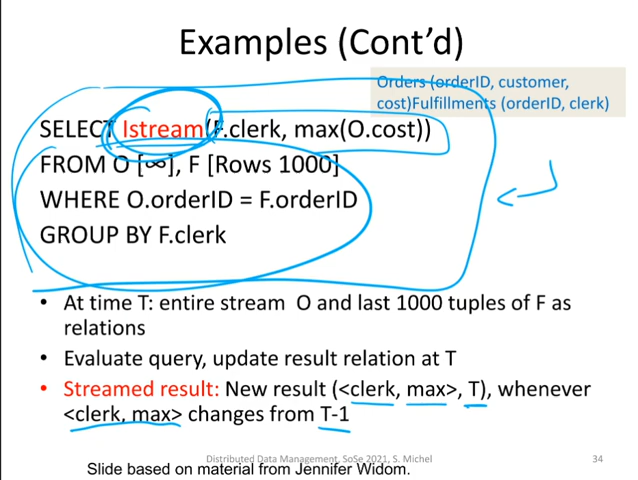 Examples (Cont'd)
Orders (orderID, customer,
cost)Fulfillments (orderID, clerk)
SELECT Istream(F.clerk, max(O.cost))
FROM O [∞], F [Rows 1000]
WHERE O.orderID = F.orderID
GROUP BY F.clerk
• At time T: entire stream O and last 1000 tuples of F as
relations
• Evaluate query, update result relation at T
• Streamed result: New result (<clerk, max>, T), whenever
<clerk, max> changes from T-1
Distributed Data Management, SoSe 2021, S. Michel
34
Slide based on material from Jennifer Widom.